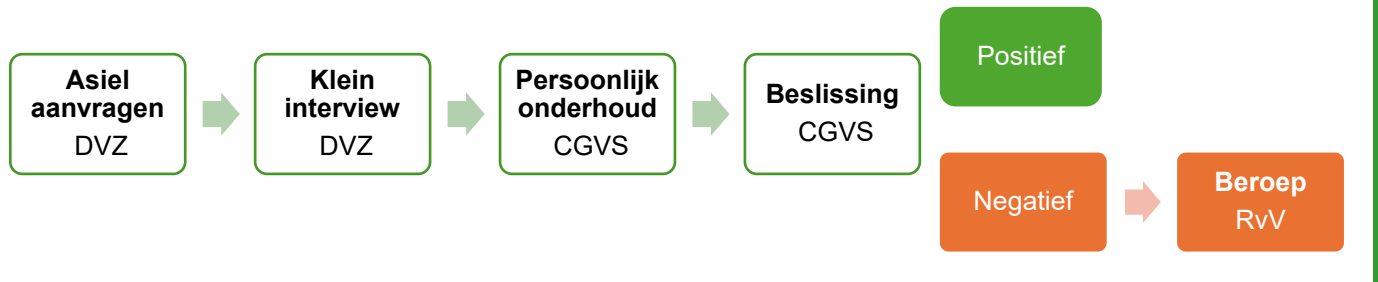 Asiel
aanvragen
DVZ
Klein
interview
DVZ
Persoonlijk
onderhoud
CGVS
Beslissing
CGVS
Positief
Negatief
Beroep
RvV